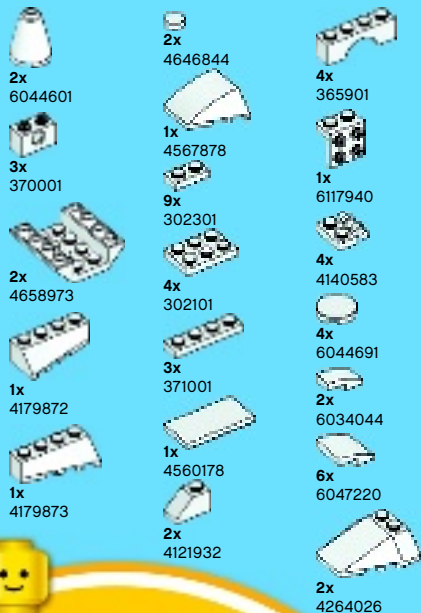 2x
6044601
3x
370001
2x
4658973
1x
4179872
1x
4179873
2x
4646844
1x
4567878
9x
302301
4x
302101
3x
371001
1x
4560178
2x
4121932
4x
365901
1x
6117940
4x
4140583
4x
6044691
2x
6034044
6x
6047220
2x
4264026